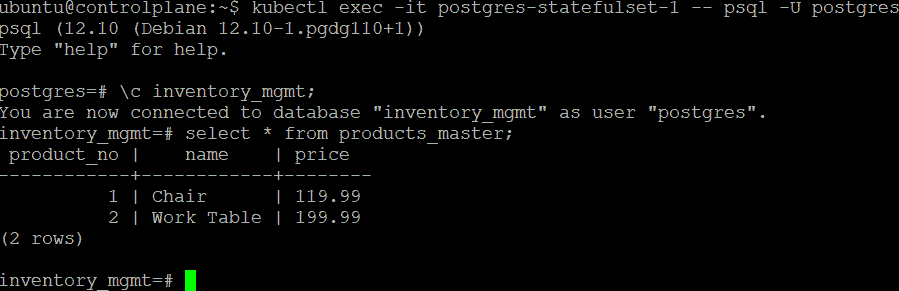 ubuntu@controlplane:~$ kubectl exec -it postgres-statefulset-1 -- psql -U postgres
psql (12.10 (Debian 12.10-1.pgdg110+1))
Type "help" for help.

postgres=# \c inventory_mgmt;
You are now connected to database "inventory_mgmt" as user "postgres".
inventory_mgmt=# select * from products_master;
 product_no |    name    | price
------------+------------+--------
          1 | Chair      | 119.99
          2 | Work Table | 199.99
(2 rows)

inventory_mgmt=#